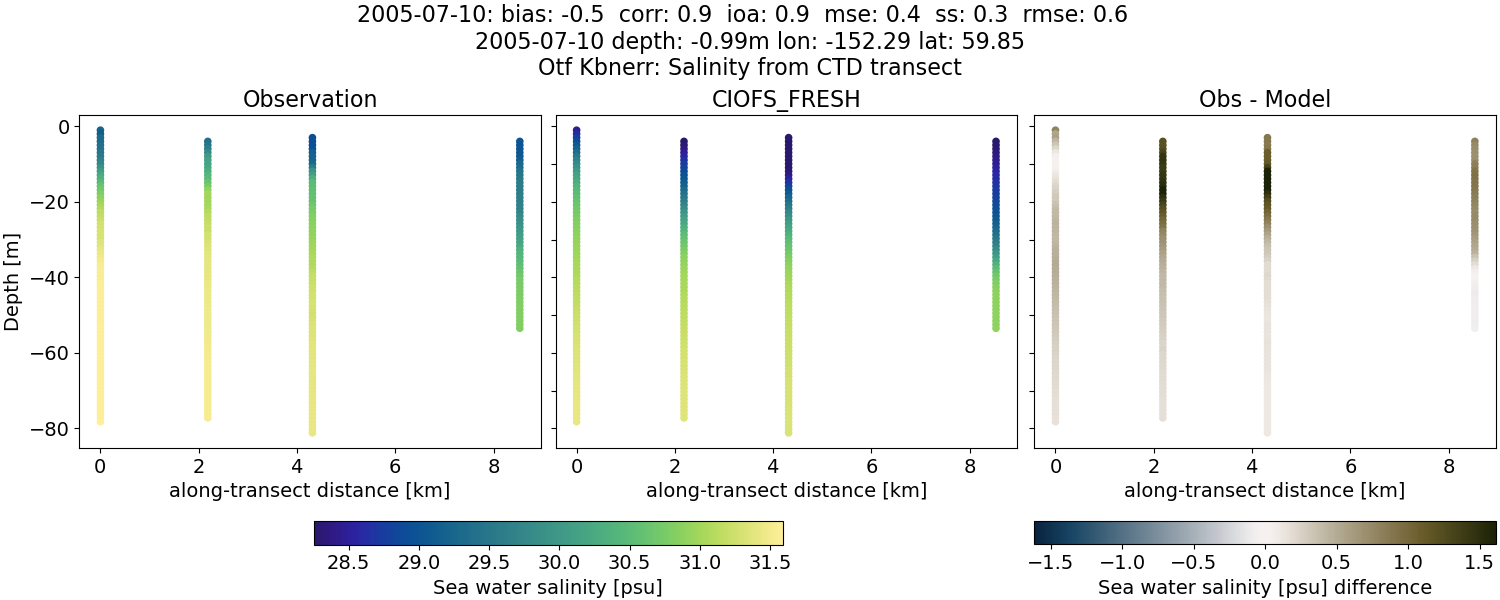 2005-07-10: bias: -0.5  corr: 0.9  ioa: 0.9  mse: 0.4  ss: 0.3  rmse: 0.6
2005-07-10 depth: -0.99m lon: -152.29 lat: 59.85
Otf Kbnerr: Salinity from CTD transect
Observation
CIOFS_FRESH
Obs - Model
Depth [m]
0
−20
−40
−60
−80
0 2 4 6 8
0 2 4 6 8
0 2 4 6 8
along-transect distance [km]
along-transect distance [km]
along-transect distance [km]
28.5 29.0 29.5 30.0 30.5 31.0 31.5
Sea water salinity [psu]
−1.5 −1.0 −0.5 0.0 0.5 1.0 1.5
Sea water salinity [psu] difference